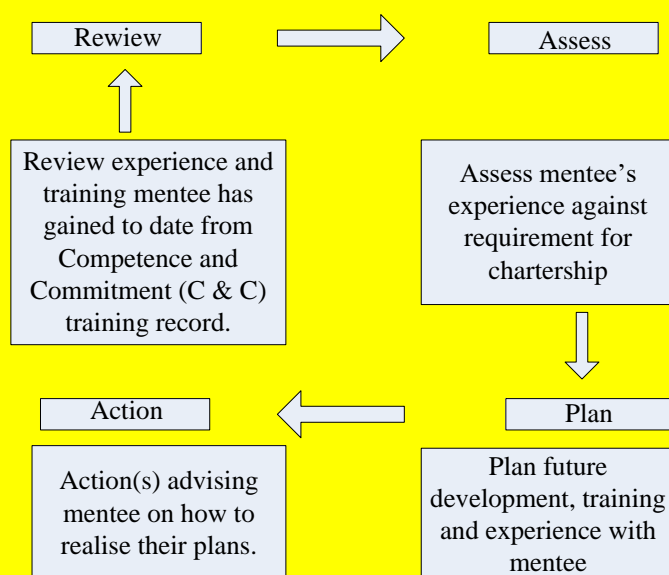 Rewiew
Assess
Review experience and
training mentee has
gained to date from
Competence and
Commitment (C & C)
training record.
Assess mentee's
experience against
requirement for
chartership
Action
Plan
Action(s) advising
mentee on how to
realise their plans.
Plan future
development, training
and experience with
mentee